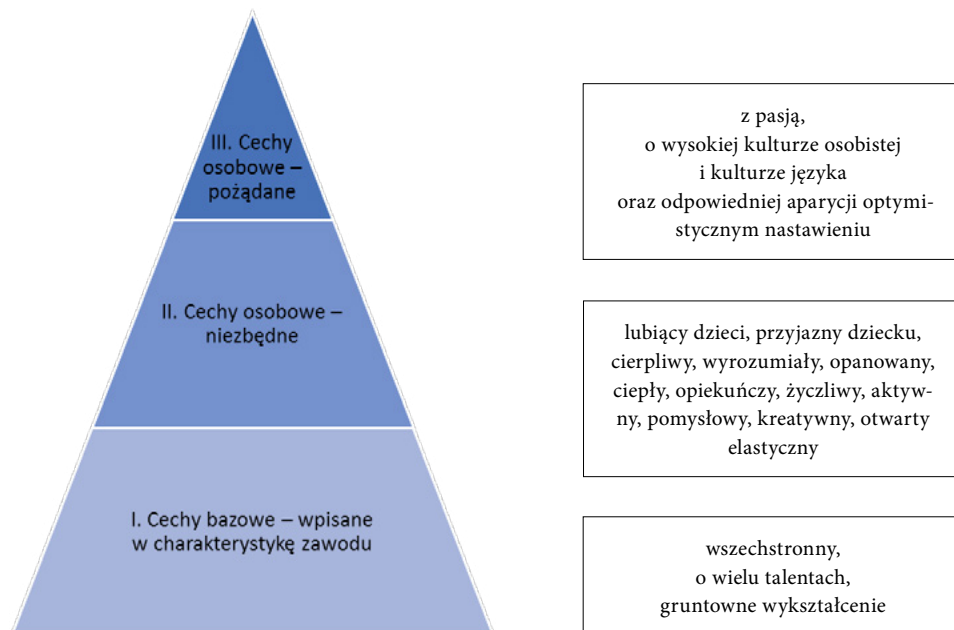 III. Cechy
osobowe –
pożądane
z pasją,
o wysokiej kulturze osobistej
i kulturze języka
oraz odpowiedniej aparycji optymi-
stycznym nastawieniu
II. Cechy osobowe –
niezbędne
lubiący dzieci, przyjazny dziecku,
cierpliwy, wyrozumiały, opanowany,
ciepły, opiekuńczy, życzliwy, aktyw-
ny, pomysłowy, kreatywny, otwarty
elastyczny
I. Cechy bazowe – wpisane
w charakterystykę zawodu
wszechstronny,
o wielu talentach,
gruntowne wykształcenie